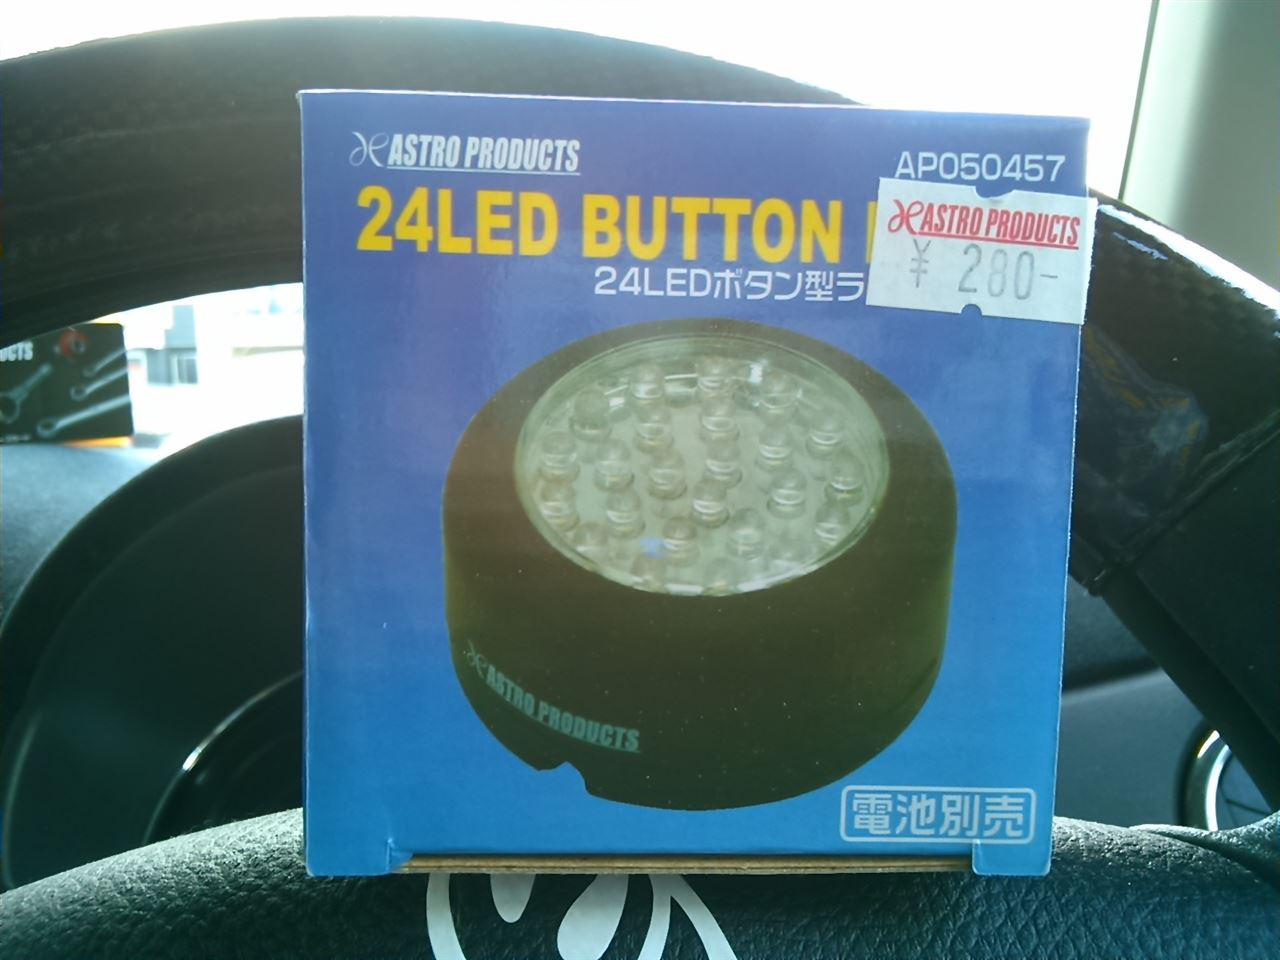 ASTRO PRODUCTS
AP050457
24LED BUTTON
24LEDボタン型ラ
ASTRO PRODUCTS
¥ 280-
ASTRO PRODUCTS
電池別売